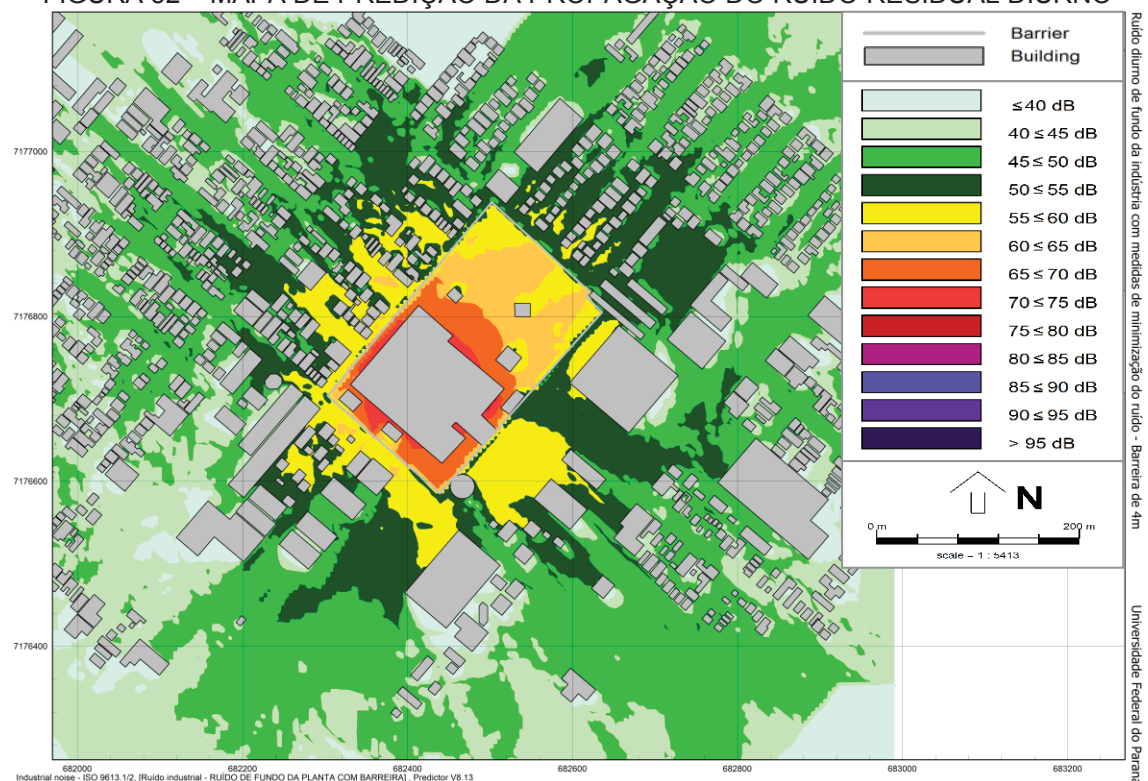 FIGURA 62 – MAPA DE PREDIÇÃO DA PROPAGAÇÃO DO RUÍDO RESIDUAL DIURNO
Barrier
Building
≤ 40 dB
40 ≤ 45 dB
45 ≤ 50 dB
50 ≤ 55 dB
55 ≤ 60 dB
60 ≤ 65 dB
65 ≤ 70 dB
70 ≤ 75 dB
75 ≤ 80 dB
80 ≤ 85 dB
85 ≤ 90 dB
90 ≤ 95 dB
> 95 dB
N
0 m
200 m
scale = 1 : 5413
Ruído diurno de fundo da indústria com medidas de minimização do ruído - Barreira de 4m
Universidade Federal do Paraná
7177000
7176800
7176600
7176400
682000
682200
682400
682600
682800
683000
683200
Industrial noise - ISO 9613.1/2, [Ruído industrial - RUÍDO DE FUNDO DA PLANTA COM BARREIRA] , Predictor V8.13